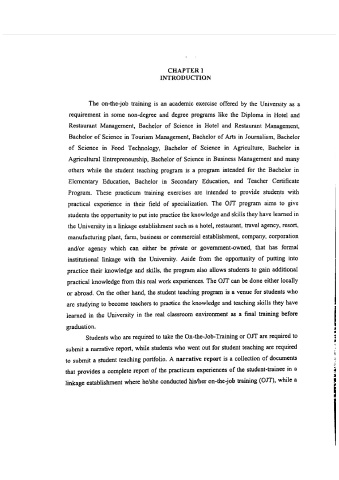 CHAPTER I
INTRODUCTION
The on-the-job training is an academic exercise offered by the University as a
requirement in some non-degree and degree programs like the Diploma in Hotel and
Restaurant Management, Bachelor of Science in Hotel and Restaurant Management,
Bachelor of Science in Tourism Management, Bachelor of Arts in Journalism, Bachelor
of Science in Food Technology, Bachelor of Science in Agriculture, Bachelor in
Agricultural Entrepreneurship, Bachelor of Science in Business Management and many
others while the student teaching program is a program intended for the Bachelor in
Elementary Education, Bachelor in Secondary Education, and Teacher Certificate
Program. These practicum training exercises are intended to provide students with
practical experience in their field of specialization. The OJT program aims to give
students the opportunity to put into practice the knowledge and skills they have learned in
the University in a linkage establishment such as a hotel, restaurant, travel agency, resort,
manufacturing plant, farm, business or commercial establishment, company, corporation
and/or agency which can either be private or government-owned, that has formal
institutional linkage with the University. Aside from the opportunity of putting into
practice their knowledge and skills, the program also allows students to gain additional
practical knowledge from this real work experiences. The OJT can be done either locally
or abroad. On the other hand, the student teaching program is a venue for students who
are studying to become teachers to practice the knowledge and teaching skills they have
learned in the University in the real classroom environment as a final training before
graduation.
Students who are required to take the On-the-Job-Training or OJT are required to
submit a narrative report, while students who went out for student teaching are required
to submit a student teaching portfolio. A narrative report is a collection of documents
that provides a complete report of the practicum experiences of the student-trainee in a
linkage establishment where he/she conducted his/her on-the-job training (OJT), while a